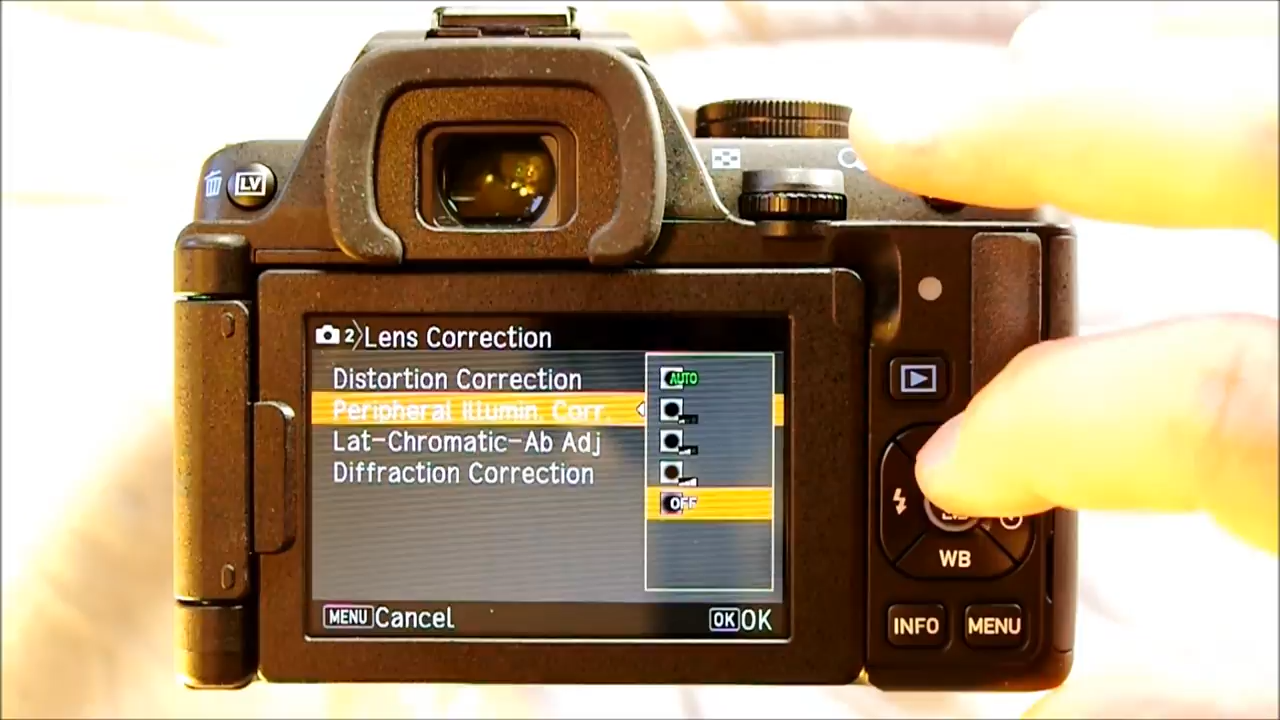 LV
2 Lens Correction
Distortion Correction
AUTO
Peripheral Illumin. Corr.
Lat-Chromatic-Ab Adj
Diffraction Correction
OFF
MENU Cancel
OK OK
WB
INFO
MENU